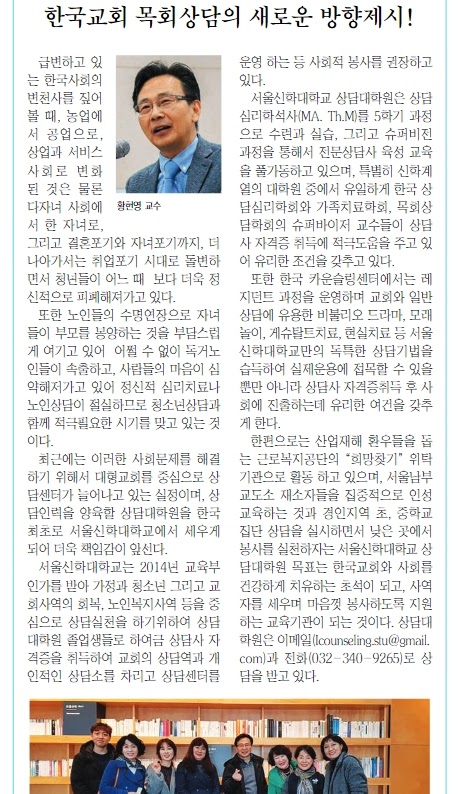 한국교회 목회상담의 새로운 방향제시!
급변하고 있
는 한국사회의
변천사를 짚어
볼 때, 농업에
서 공업으로,
상업과 서비스
사회로 변화
된 것은 물론
다자녀 사회에
서 한 자녀로,
황헌영 교수
그리고 결혼포기와 자녀포기까지, 더
나아가서는 취업포기 시대로 돌변하
면서 청년들이 어느 때  보다 더욱 정
신적으로 피폐해져가고 있다.
또한 노인들의 수명연장으로 자녀
들이 부모를 봉양하는 것을 부담스럽
게 여기고 있어  어쩔 수 없이 독거노
인들이 속출하고, 사람들의 마음이 심
약해져가고 있어 정신적 심리치료나
노인상담이 절실하므로 청소년상담과
함께 적극필요한 시기를 맞고 있는 것
이다.
최근에는 이러한 사회문제를 해결
하기 위해서 대형교회를 중심으로 상
담센터가 늘어나고 있는 실정이며, 상
담인력을 양육할 상담대학원을 한국
최초로 서울신학대학교에서 세우게
되어 더욱 책임감이 앞선다.
서울신학대학교는 2014년 교육부
인가를 받아 가정과 청소년 그리고 교
회사역의 회복, 노인복지사역 등을 중
심으로 상담실천을 하기위하여 상담
대학원 졸업생들로 하여금 상담사 자
격증을 취득하여 교회의 상담역과 개
인적인 상담소를 차리고 상담센터를
운영 하는 등 사회적 봉사를 권장하고
있다.
서울신학대학교 상담대학원은 상담
심리학석사(MA. Th.M)를 5학기 과정
으로 수련과 실습, 그리고 슈퍼비전
과정을 통해서 전문상담사 육성 교육
을 풀가동하고 있으며, 특별히 신학계
열의 대학원 중에서 유일하게 한국 상
담심리학회와 가족치료학회, 목회상
담학회의 슈퍼바이저 교수들이 상담
사 자격증 취득에 적극도움을 주고 있
어 유리한 조건을 갖추고 있다.
또한 한국 카운슬링센터에서는 레
지던트 과정을 운영하며 교회와 일반
상담에 유용한 비블리오 드라마, 모래
놀이, 게슈탈트치료, 현실치료 등 서울
신학대학교만의 독특한 상담기법을
습득하여 실제운용에 접목할 수 있을
뿐만 아니라 상담사 자격증취득 후 사
회에 진출하는데 유리한 여건을 갖추
게 한다.
한편으로는 산업재해 환우들을 돕
는 근로복지공단의 “희망찾기” 위탁
기관으로 활동 하고 있으며, 서울남부
교도소 재소자들을 집중적으로 인성
교육하는 것과 경인지역 초, 중학교
집단 상담을 실시하면서 낮은 곳에서
봉사를 실천하자는 서울신학대학교 상
담대학원 목표는 한국교회와 사회를
건강하게 치유하는 초석이 되고, 사역
자를 세우며 마음껏 봉사하도록 지원
하는 교육기관이 되는 것이다. 상담대
학원은 이메일(lcounseling.stu@gmail.
com)과 전화(032-340-9265)로 상
담을 받고 있다.